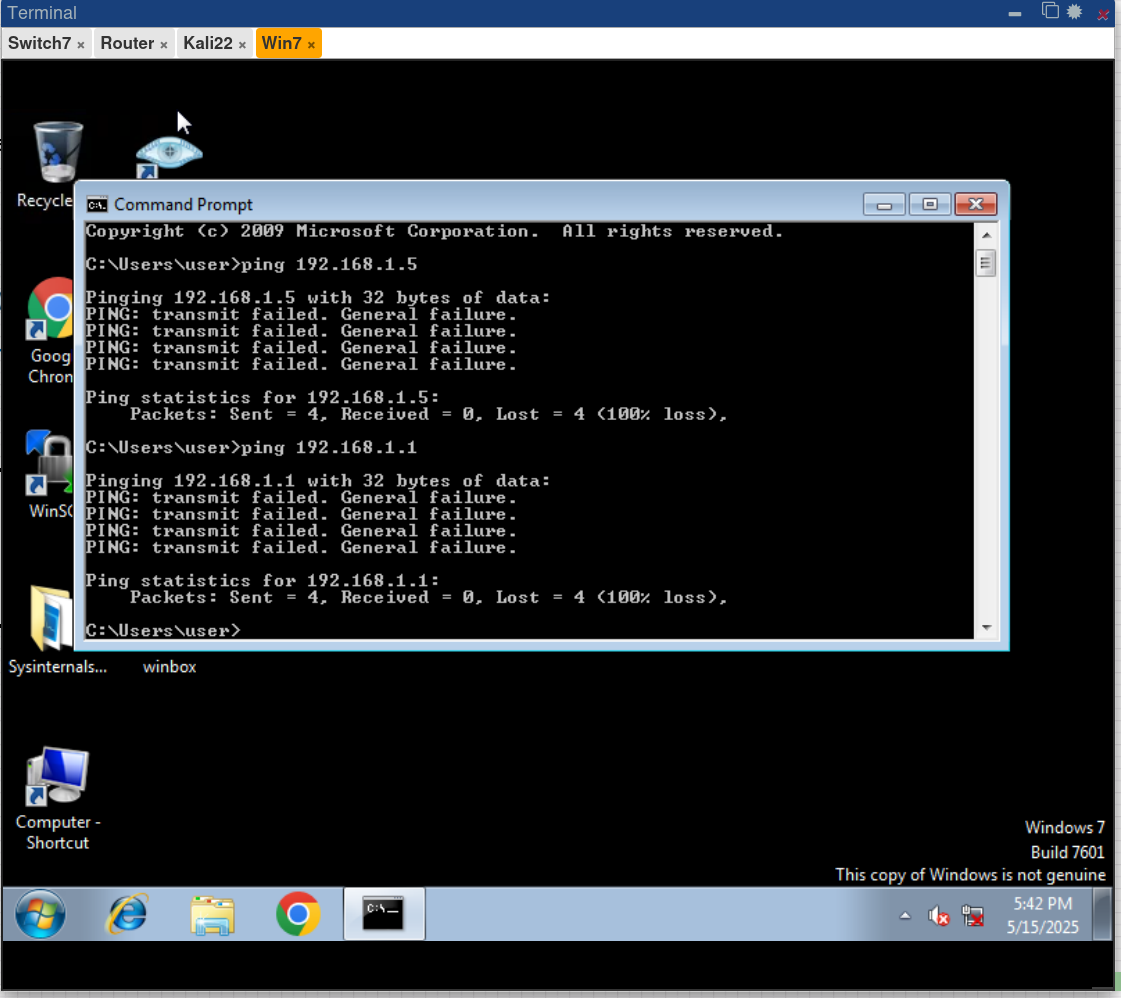 Terminal
Switch7 × Router × Kali22 × Win7 ×
Recycle
Command Prompt
Copyright (c) 2009 Microsoft Corporation.  All rights reserved.
C:\Users\user>ping 192.168.1.5
Pinging 192.168.1.5 with 32 bytes of data:
PING: transmit failed. General failure.
PING: transmit failed. General failure.
PING: transmit failed. General failure.
PING: transmit failed. General failure.
Ping statistics for 192.168.1.5:
    Packets: Sent = 4, Received = 0, Lost = 4 (100% loss),
C:\Users\user>ping 192.168.1.1
Pinging 192.168.1.1 with 32 bytes of data:
PING: transmit failed. General failure.
PING: transmit failed. General failure.
PING: transmit failed. General failure.
PING: transmit failed. General failure.
Ping statistics for 192.168.1.1:
    Packets: Sent = 4, Received = 0, Lost = 4 (100% loss),
C:\Users\user>
Goog
Chron
WinSC
Sysinternals...
winbox
Computer -
Shortcut
Windows 7
Build 7601
This copy of Windows is not genuine
5:42 PM
5/15/2025